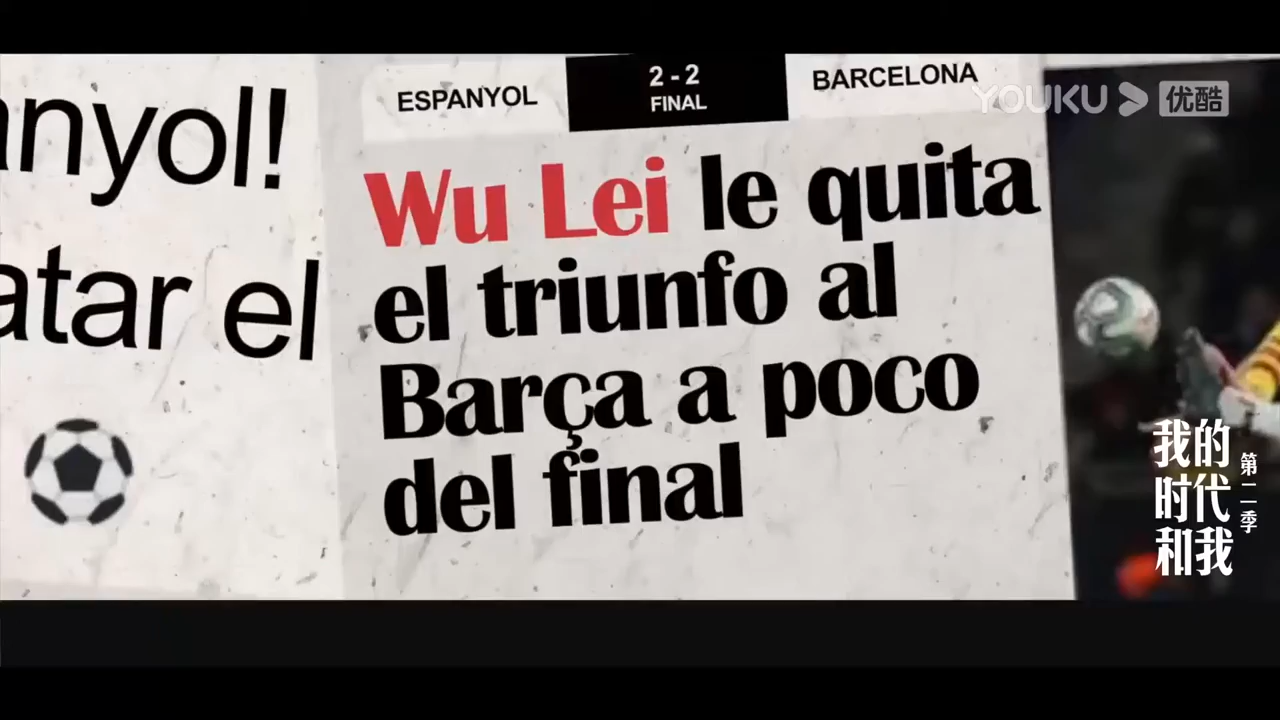 anyol!
atar el
ESPANYOL
2 - 2
FINAL
BARCELONA
Wu Lei le quita
el triunfo al
Barça a poco
del final
YOUKU 优酷
我的
时代
和我
第二季